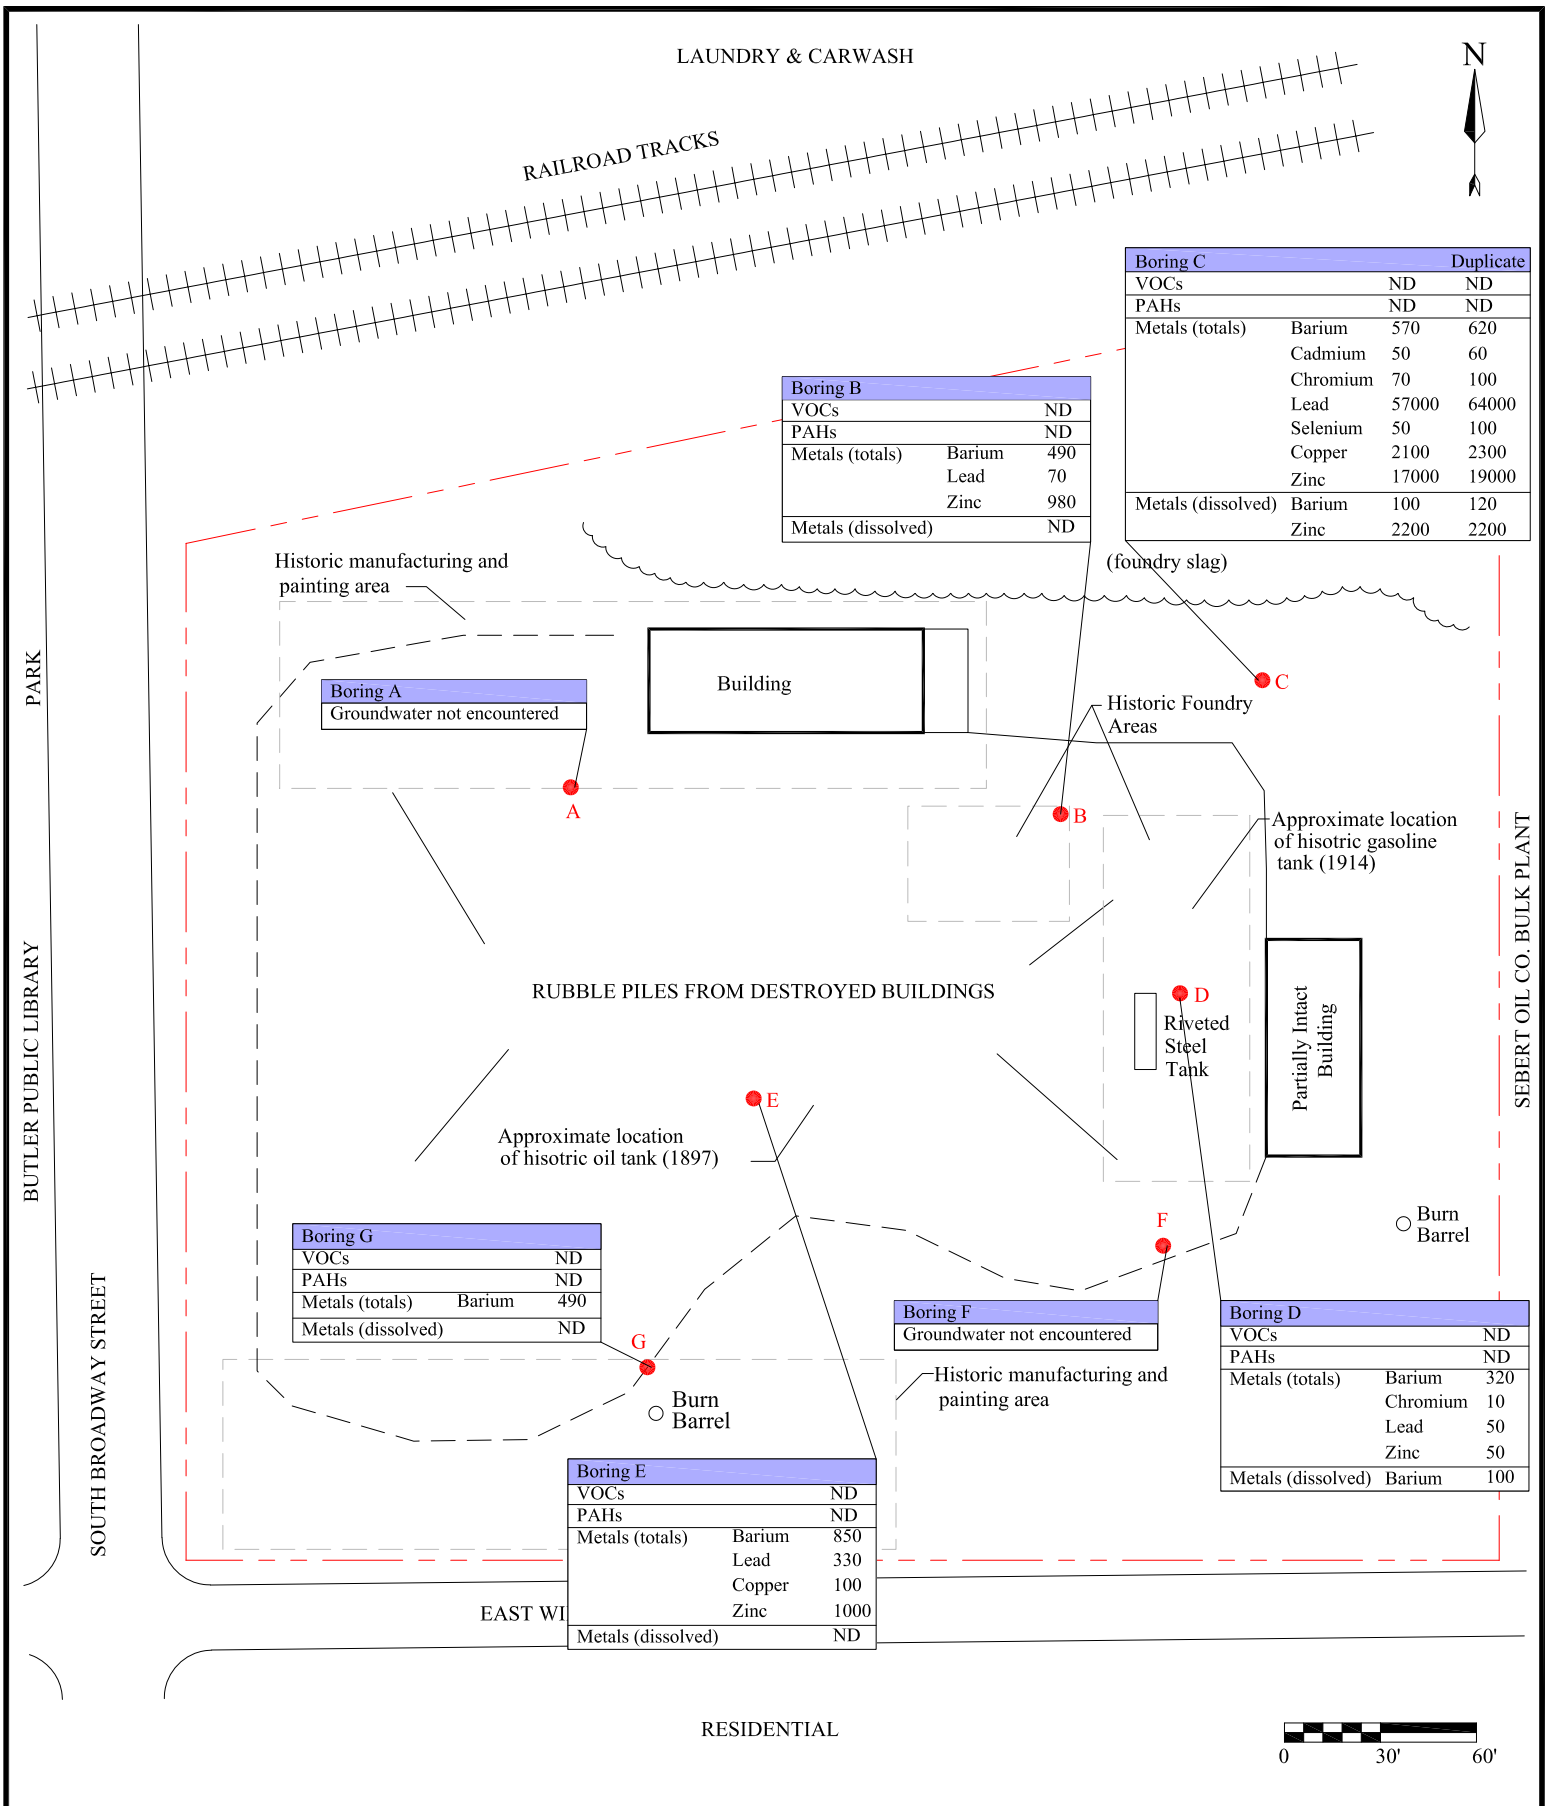 LAUNDRY & CARWASH
N
RAILROAD TRACKS
Boring C Duplicate
VOCs ND ND
PAHs ND ND
Metals (totals) Barium 570 620
Cadmium 50 60
Chromium 70 100
Lead 57000 64000
Selenium 50 100
Copper 2100 2300
Zinc 17000 19000
Metals (dissolved) Barium 100 120
Zinc 2200 2200
Boring B
VOCs ND
PAHs ND
Metals (totals) Barium 490
Lead 70
Zinc 980
Metals (dissolved) ND
(foundry slag)
Historic manufacturing and
painting area
PARK
Building
Boring A
Groundwater not encountered
C
Historic Foundry
Areas
A
B
Approximate location
of hisotric gasoline
tank (1914)
SEBERT OIL CO. BULK PLANT
BUTLER PUBLIC LIBRARY
RUBBLE PILES FROM DESTROYED BUILDINGS
D
Riveted
Steel
Tank
Partially Intact
Building
E
Approximate location
of hisotric oil tank (1897)
F
Burn
Barrel
Boring G
VOCs ND
PAHs ND
Metals (totals) Barium 490
Metals (dissolved) ND
G
Boring F
Groundwater not encountered
Boring D
VOCs ND
PAHs ND
Metals (totals) Barium 320
Chromium 10
Lead 50
Zinc 50
Metals (dissolved) Barium 100
Historic manufacturing and
painting area
Burn
Barrel
SOUTH BROADWAY STREET
Boring E
VOCs ND
PAHs ND
Metals (totals) Barium 850
Lead 330
Copper 100
Zinc 1000
Metals (dissolved) ND
EAST WI
RESIDENTIAL
0 30' 60'